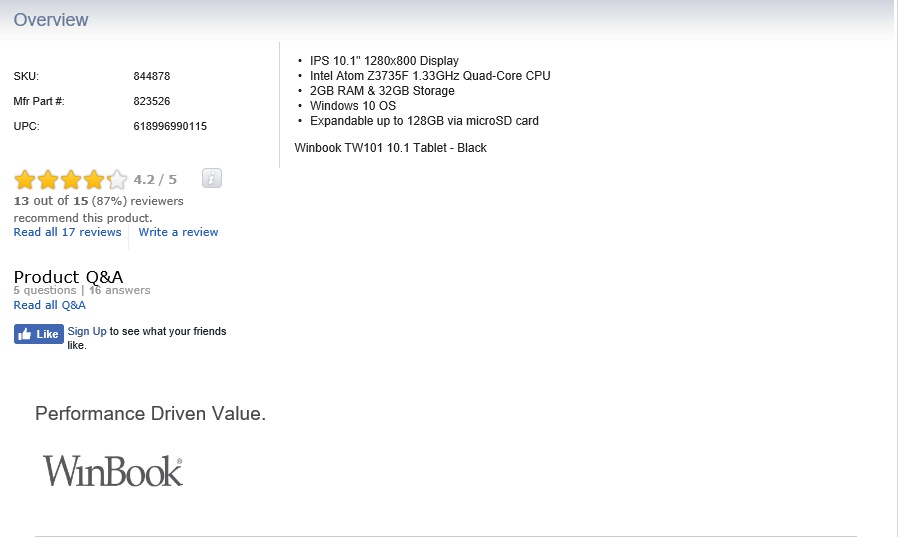 Overview
SKU: 844878
Mfr Part #: 823526
UPC: 618996990115
4.2 / 5
13 out of 15 (87%) reviewers
recommend this product.
Read all 17 reviews Write a review
Product Q&A
5 questions | 16 answers
Read all Q&A
Like Sign Up to see what your friends
like.
• IPS 10.1" 1280x800 Display
• Intel Atom Z3735F 1.33GHz Quad-Core CPU
• 2GB RAM & 32GB Storage
• Windows 10 OS
• Expandable up to 128GB via microSD card
Winbook TW101 10.1 Tablet - Black
Performance Driven Value.
WinBook®